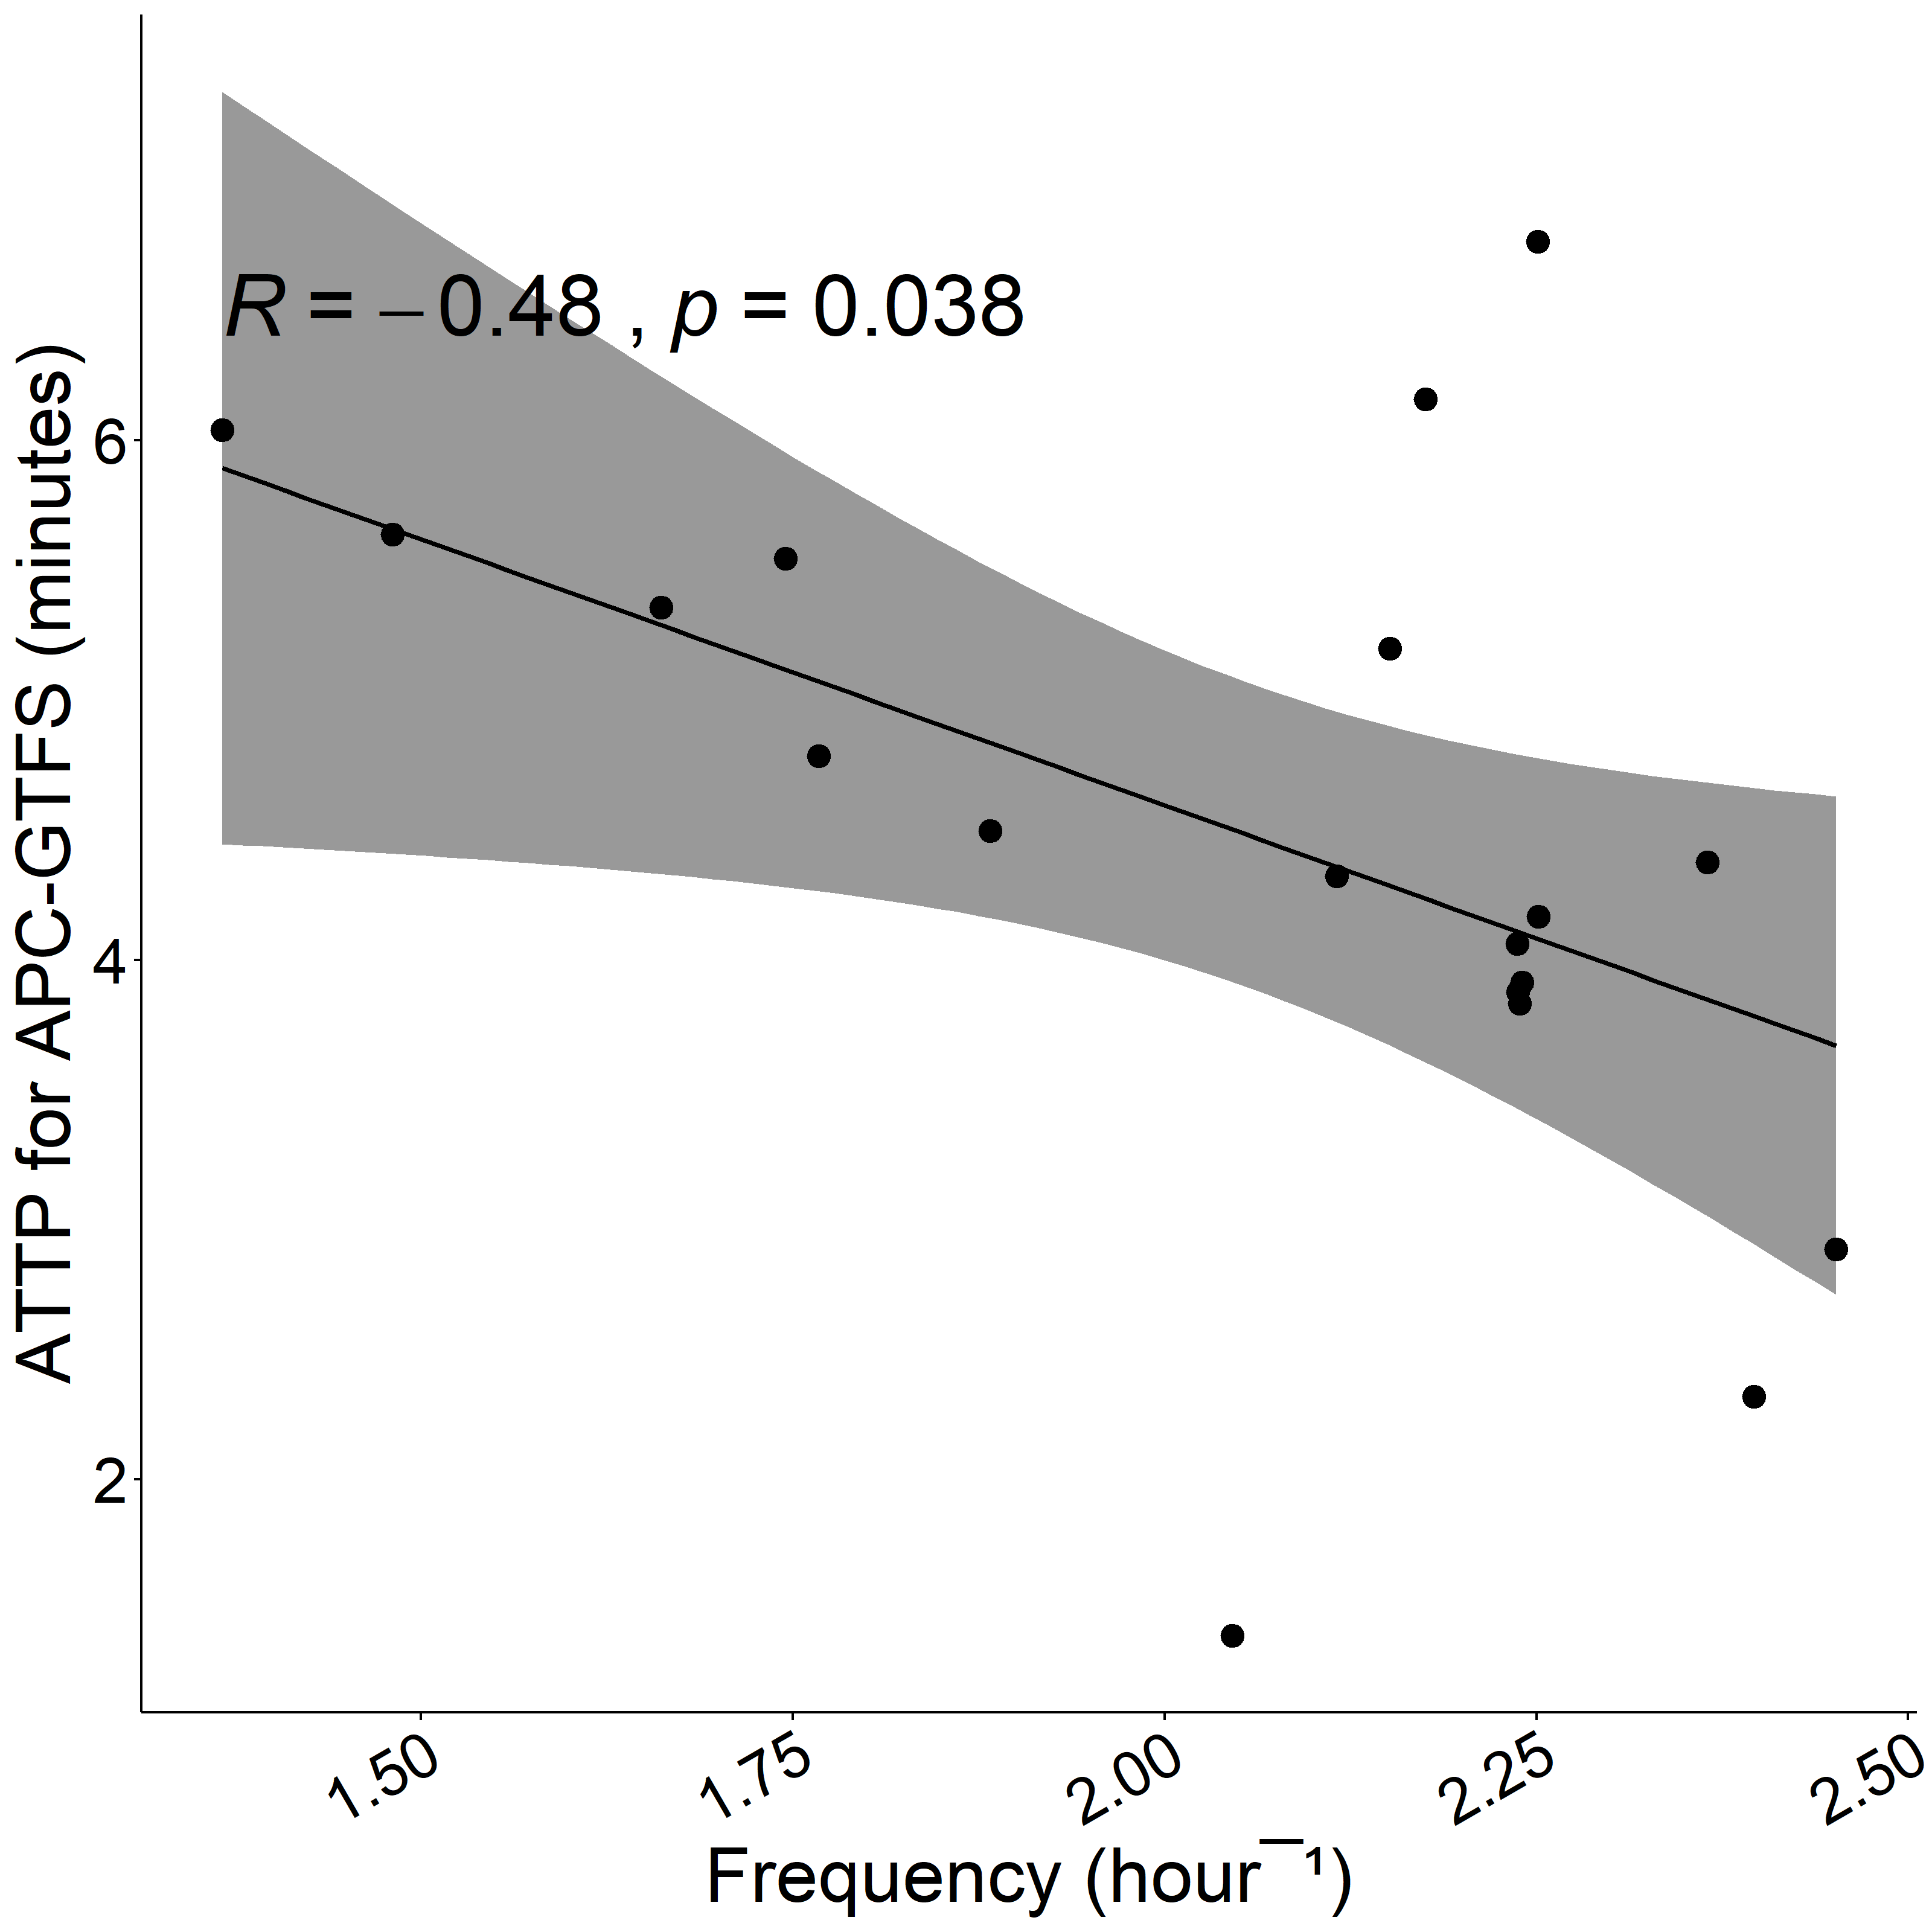 R = −0.48 , p = 0.038
ATTP for APC-GTFS (minutes)
6
4
2
1.50
1.75
2.00
2.25
2.50
Frequency (hour¯¹)